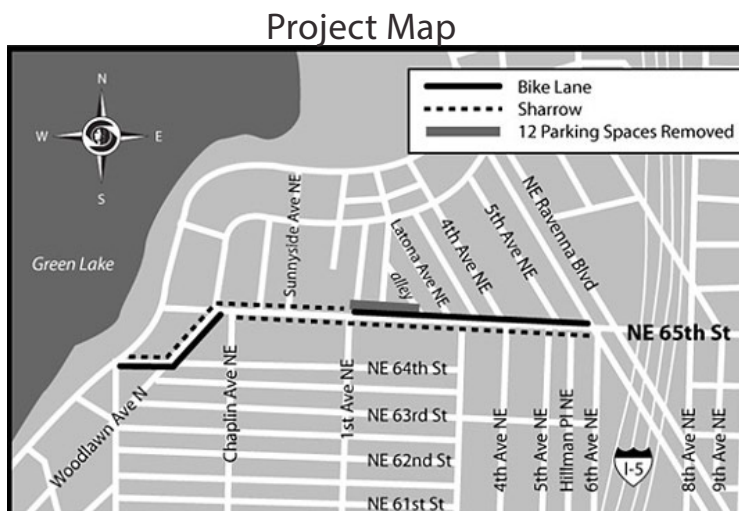 Project Map
Bike Lane
Sharrow
12 Parking Spaces Removed
N
W
E
S
Green Lake
Sunnyside Ave NE
Latona Ave NE
alley
4th Ave NE
5th Ave NE
NE Ravenna Blvd
NE 65th St
Woodlawn Ave N
Chaplin Ave NE
1st Ave NE
NE 64th St
NE 63rd St
NE 62nd St
NE 61st St
4th Ave NE
5th Ave NE
Hillman Pl NE
6th Ave NE
I-5
8th Ave NE
9th Ave NE